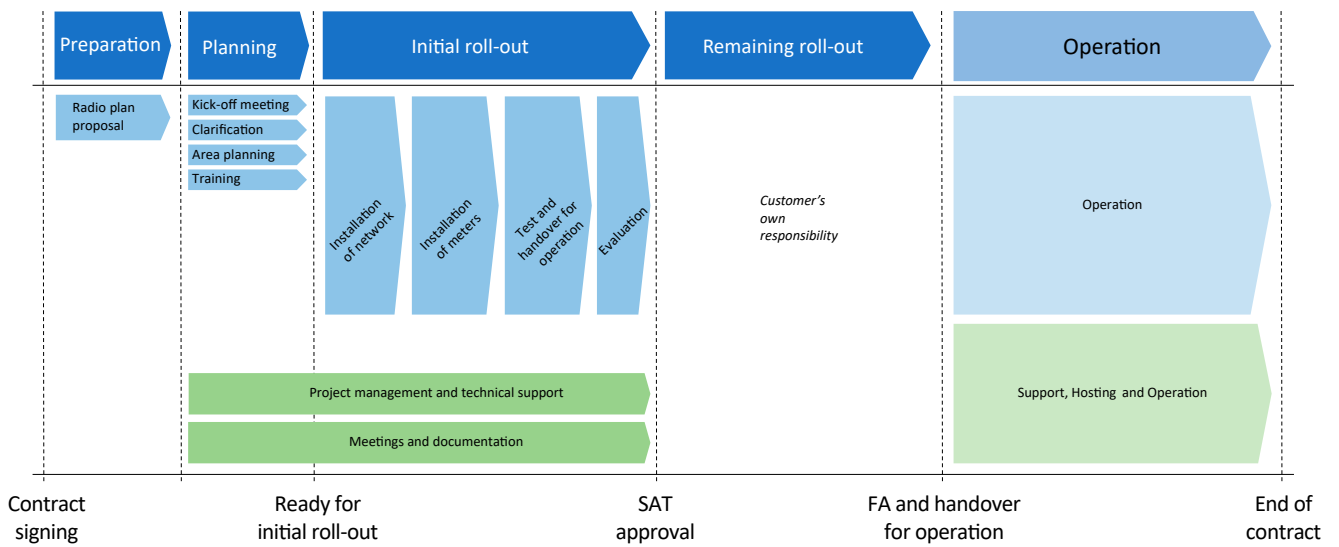 Preparation
Planning
Initial roll-out
Remaining roll-out
Operation
Radio plan
proposal
Kick-off meeting
Clarification
Area planning
Training
Installation
of network
Installation
of meters
Test and
handover for
operation
Evaluation
Customer's
own
responsibility
Operation
Project management and technical support
Meetings and documentation
Support, Hosting and Operation
Contract
signing
Ready for
initial roll-out
SAT
approval
FA and handover
for operation
End of
contract